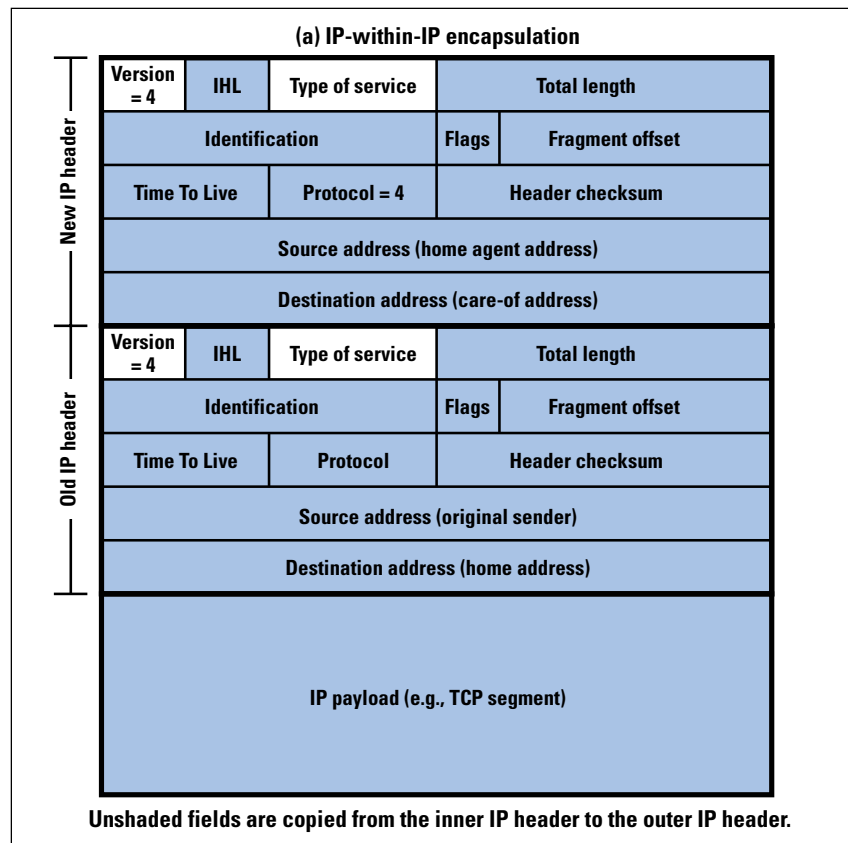 (a) IP-within-IP encapsulation
Version
= 4
IHL
Type of service
Total length
Identification
Flags
Fragment offset
Time To Live
Protocol = 4
Header checksum
Source address (home agent address)
Destination address (care-of address)
New IP header
Version
= 4
IHL
Type of service
Total length
Identification
Flags
Fragment offset
Time To Live
Protocol
Header checksum
Source address (original sender)
Destination address (home address)
Old IP header
IP payload (e.g., TCP segment)
Unshaded fields are copied from the inner IP header to the outer IP header.